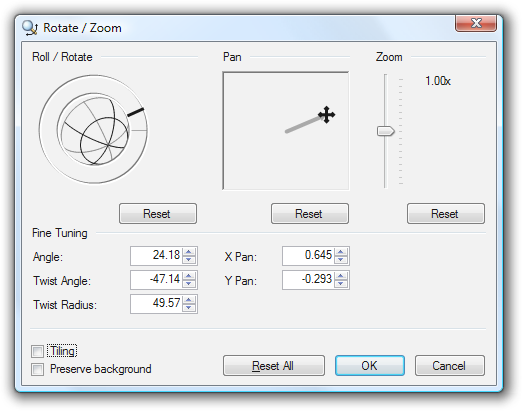 Rotate / Zoom
Roll / Rotate
Pan
Zoom
1.00x
Reset
Reset
Reset
Fine Tuning
Angle: 24.18
X Pan: 0.645
Twist Angle: -47.14
Y Pan: -0.293
Twist Radius: 49.57
Tiling
Preserve background
Reset All
OK
Cancel